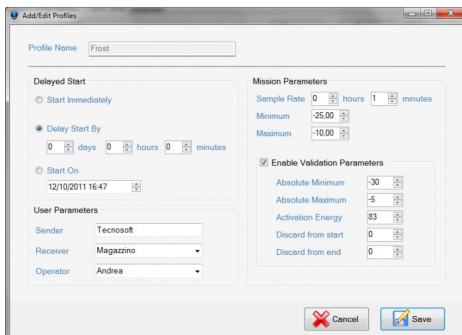 Add/Edit Profiles
Profile Name Frost
Delayed Start
Start Immediately
Delay Start By
0 days 0 hours 0 minutes
Start On
12/10/2011 16:47
User Parameters
Sender Tecnosoft
Receiver Magazzino
Operator Andrea
Mission Parameters
Sample Rate 0 hours 1 minutes
Minimum -25,00
Maximum -10,00
Enable Validation Parameters
Absolute Minimum -30
Absolute Maximum -5
Activation Energy 83
Discard from start 0
Discard from end 0
Cancel Save